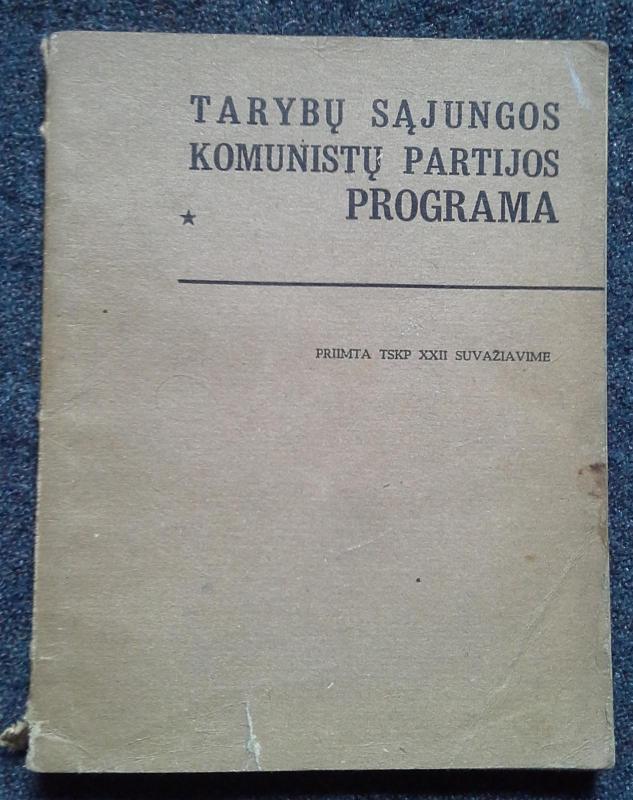 TARYBŲ SĄJUNGOS
KOMUNISTŲ PARTIJOS
PROGRAMA
PRIIMTA TSKP XXII SUVAŽIAVIME